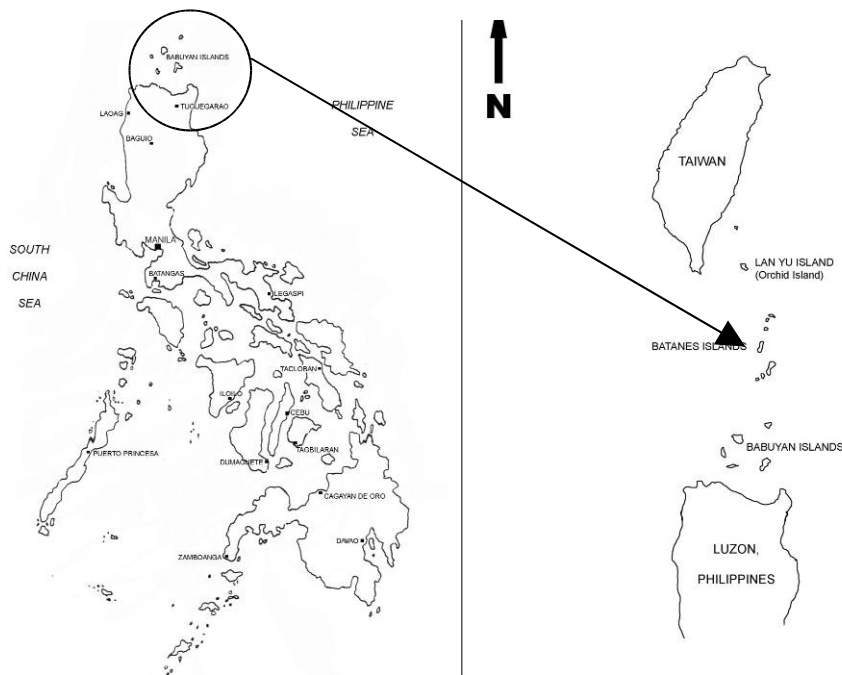 BABUYAN ISLANDS
TUGUEGARAO
LAOAG
BAGUIO
PHILIPPINE
SEA
MANILA
SOUTH
CHINA
SEA
BATANGAS
LEGASPI
TACLOBAN
ILOILO
CEBU
TAGBILARAN
PUERTO PRINCESA
DUMAGUETE
CAGAYAN DE ORO
DAVAO
ZAMBOANGA
N
TAIWAN
LAN YU ISLAND
(Orchid Island)
BATANES ISLANDS
BABUYAN ISLANDS
LUZON,
PHILIPPINES